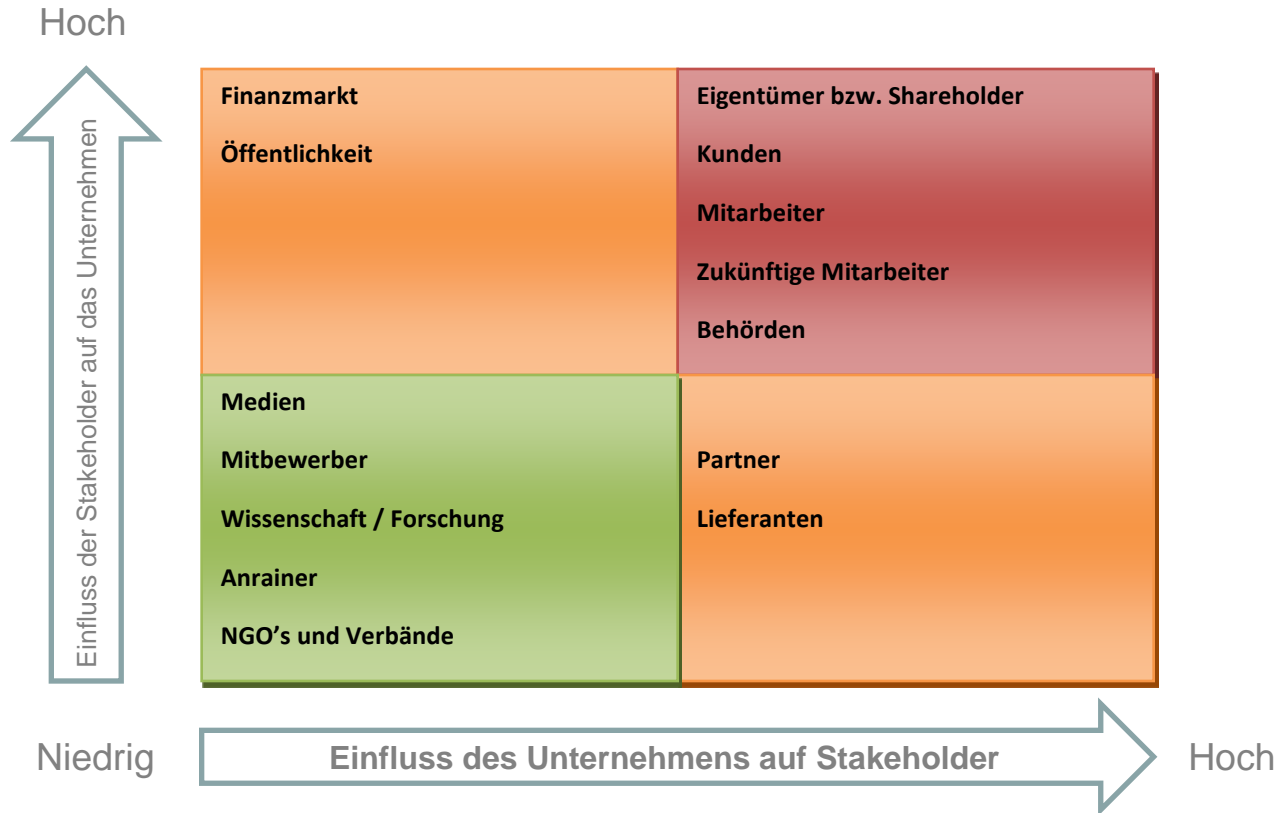 Hoch
Einfluss der Stakeholder auf das Unternehmen
Finanzmarkt
Öffentlichkeit
Eigentümer bzw. Shareholder
Kunden
Mitarbeiter
Zukünftige Mitarbeiter
Behörden
Medien
Mitbewerber
Wissenschaft / Forschung
Anrainer
NGO’s und Verbände
Partner
Lieferanten
Niedrig
Einfluss des Unternehmens auf Stakeholder
Hoch